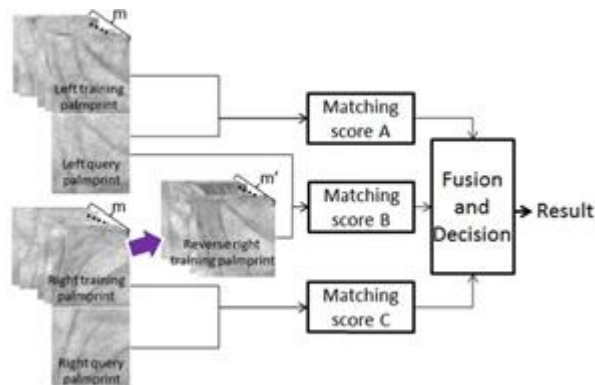 m
Left training
palmprint
Left query
palmprint
m
Right training
palmprint
Right query
palmprint
m'
Reverse right
training palmprint
Matching
score A
Matching
score B
Matching
score C
Fusion
and
Decision
Result